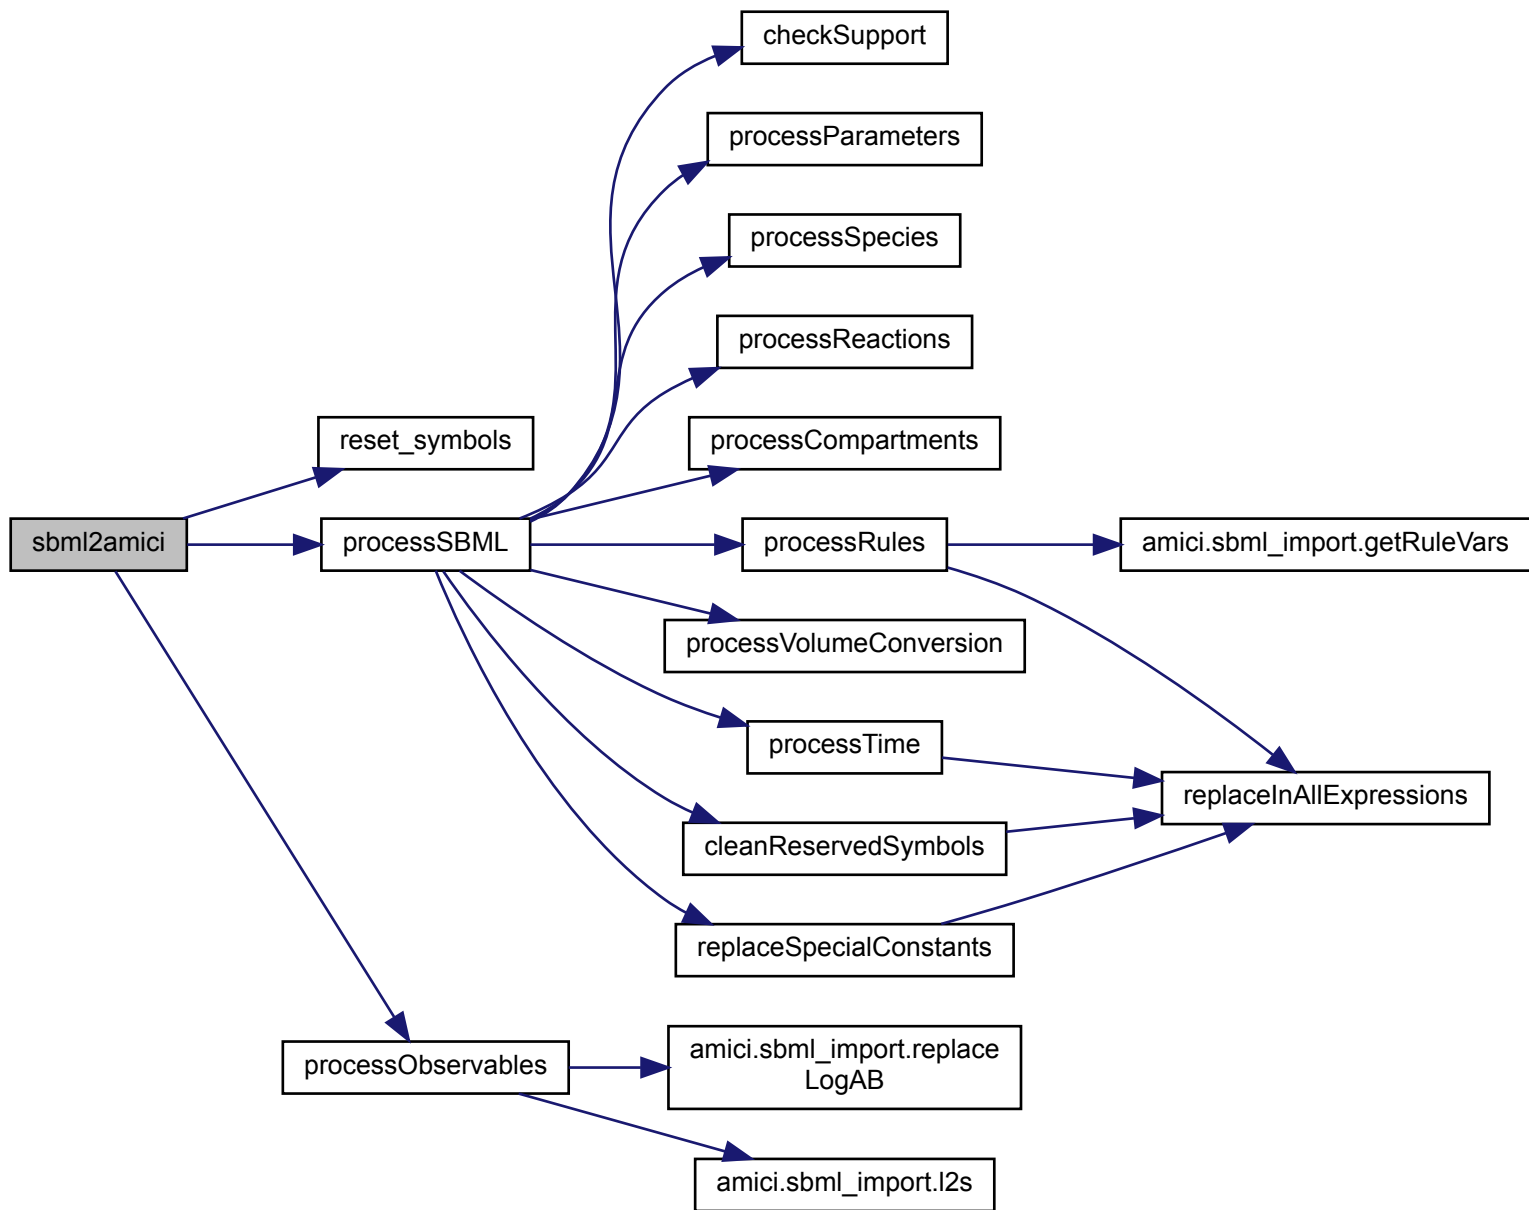 checkSupport
processParameters
processSpecies
processReactions
reset_symbols
processCompartments
sbml2amici
processSBML
processRules
amici.sbml_import.getRuleVars
processVolumeConversion
processTime
replaceInAllExpressions
cleanReservedSymbols
replaceSpecialConstants
processObservables
amici.sbml_import.replace
LogAB
amici.sbml_import.l2s